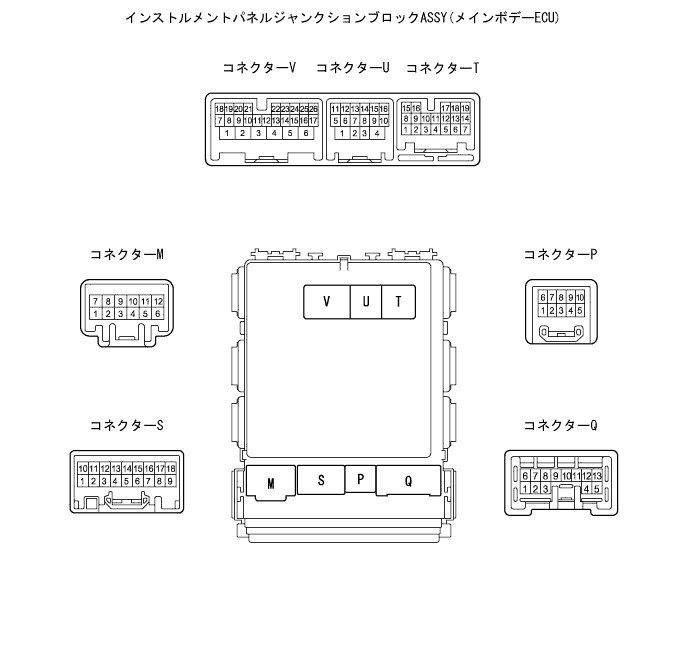 インストルメントパネルジャンクションブロックASSY(メインボデーECU)
コネクターV コネクターU コネクターT
18 19 20 21 22 23 24 25 26 11 12 13 14 15 16 15 16 17 18 19
7 8 9 10 11 12 13 14 15 16 17 5 6 7 8 9 10 8 9 10 11 12 13 14
1 2 3 4 5 6 1 2 3 4 1 2 3 4 5 6 7
コネクターM コネクターP
V U T
7 8 9 10 11 12 6 7 8 9 10
1 2 3 4 5 6 1 2 3 4 5
コネクターS コネクターQ
10 11 12 13 14 15 16 17 18 6 7 8 9 10 11 12 13
1 2 3 4 5 6 7 8 9 1 2 3 4 5
M S P Q